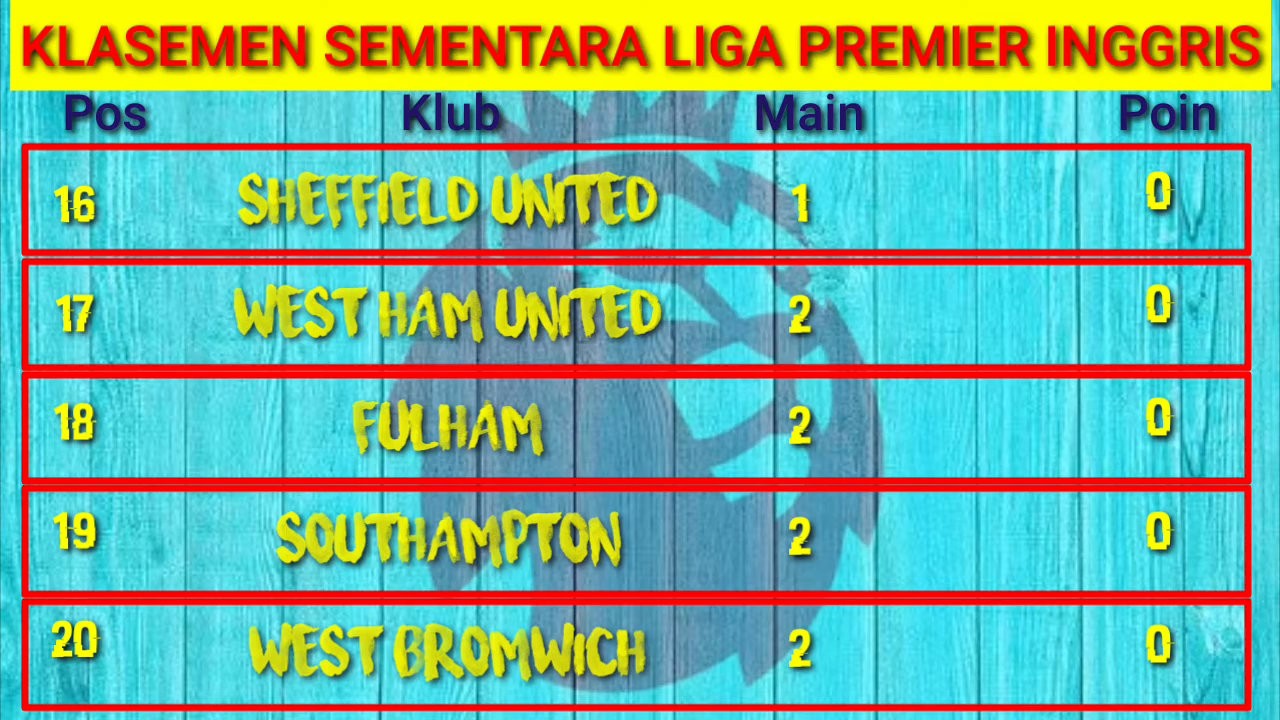 KLASEMEN SEMENTARA LIGA PREMIER INGGRIS
Pos Klub Main Poin
16 SHEFFIELD UNITED 1 0
17 WEST HAM UNITED 2 0
18 FULHAM 2 0
19 SOUTHAMPTON 2 0
20 WEST BROMWICH 2 0